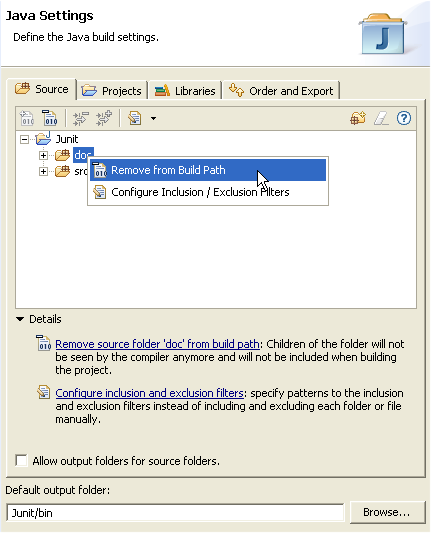 Java Settings
Define the Java build settings.
J
Source Projects Libraries Order and Export
Junit
doc
Remove from Build Path
src
Configure Inclusion / Exclusion Filters
Details
Remove source folder 'doc' from build path: Children of the folder will not
be seen by the compiler anymore and will not be included when building
the project.
Configure inclusion and exclusion filters: specify patterns to the inclusion
and exclusion filters instead of including and excluding each folder or file
manually.
Allow output folders for source folders.
Default output folder:
Junit/bin Browse...